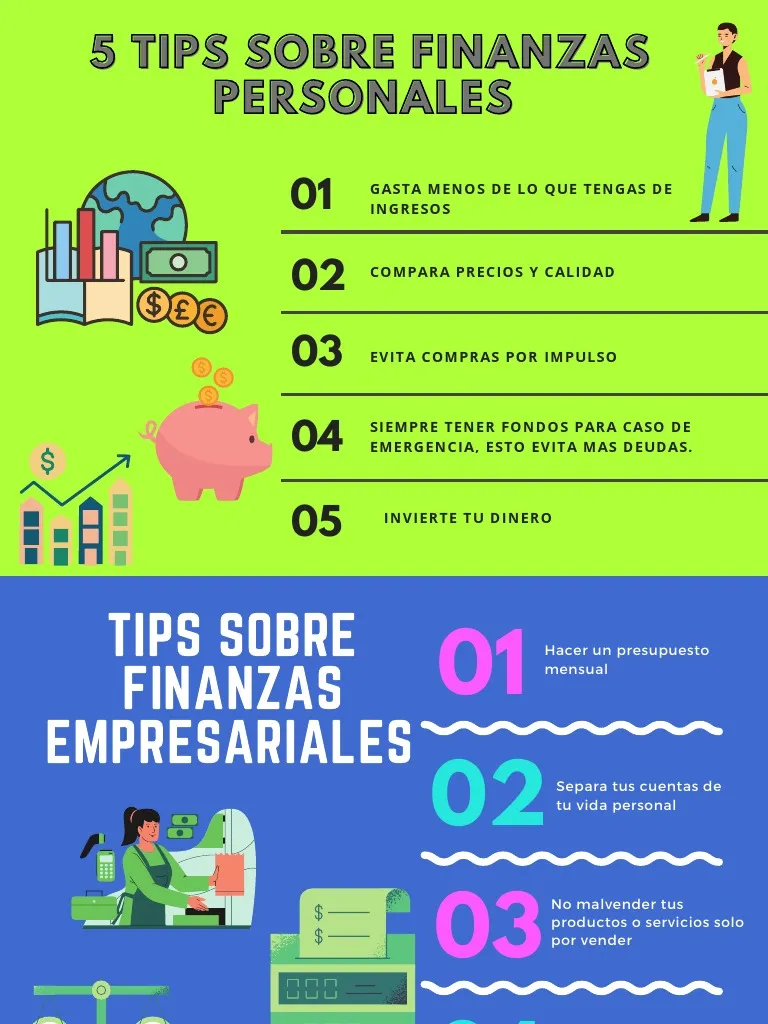 5 TIPS SOBRE FINANZAS
PERSONALES
01
GASTA MENOS DE LO QUE TENGAS DE
INGRESOS
02
COMPARA PRECIOS Y CALIDAD
03
EVITA COMPRAS POR IMPULSO
04
SIEMPRE TENER FONDOS PARA CASO DE
EMERGENCIA, ESTO EVITA MAS DEUDAS.
05
INVIERTE TU DINERO
$ £ €
$
TIPS SOBRE
FINANZAS
EMPRESARIALES
01
Hacer un presupuesto
mensual
02
Separa tus cuentas de
tu vida personal
03
No malvender tus
productos o servicios solo
por vender
$
$
000